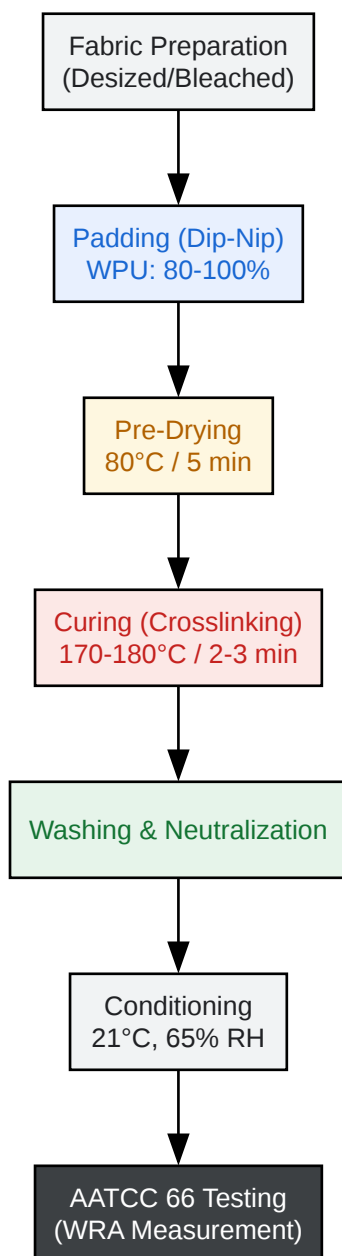 Fabric Preparation
(Desized/Bleached)
Padding (Dip-Nip)
WPU: 80-100%
Pre-Drying
80°C / 5 min
Curing (Crosslinking)
170-180°C / 2-3 min
Washing & Neutralization
Conditioning
21°C, 65% RH
AATCC 66 Testing
(WRA Measurement)